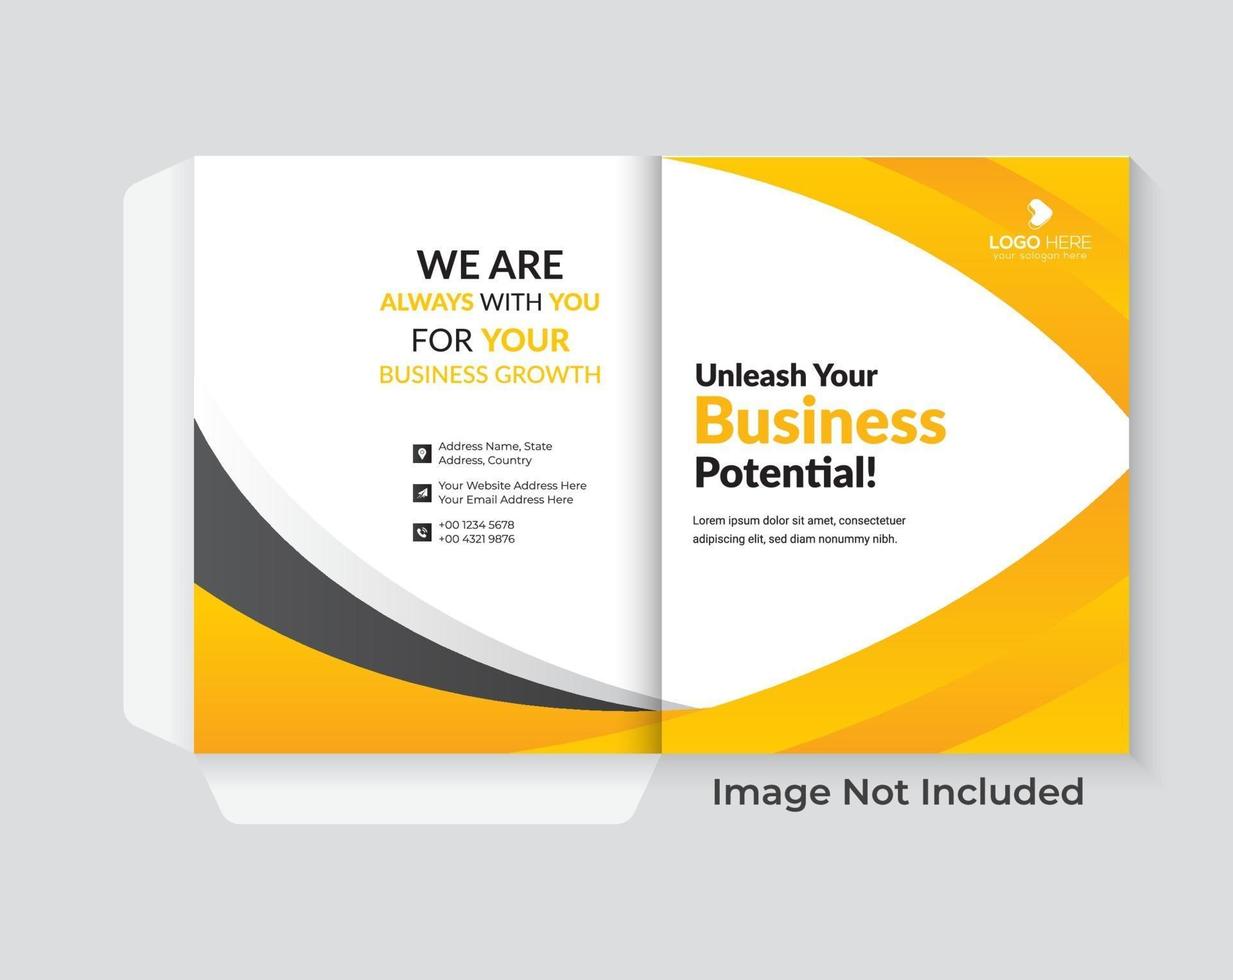 WE ARE
ALWAYS WITH YOU
FOR YOUR
BUSINESS GROWTH
Address Name, State
Address, Country
Your Website Address Here
Your Email Address Here
+00 1234 5678
+00 4321 9876
LOGO HERE
your sologan here
Unleash Your
Business
Potential!
Lorem ipsum dolor sit amet, consectetuer
adipiscing elit, sed diam nonummy nibh.
Image Not Included